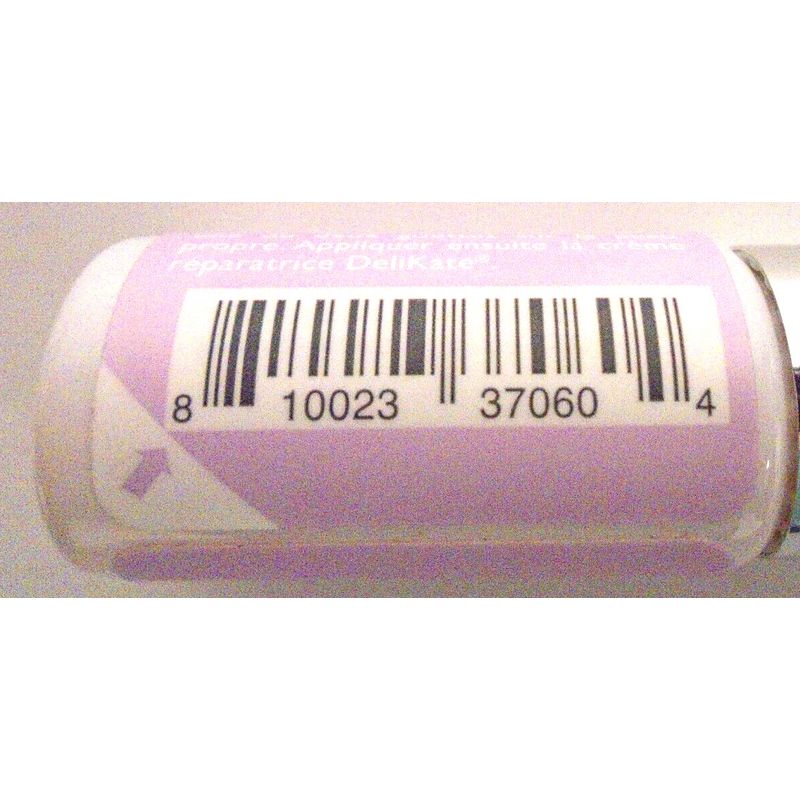 propre. Appliquer ensuite la crème
réparatrice DeliKate®.
8 10023 37060 4